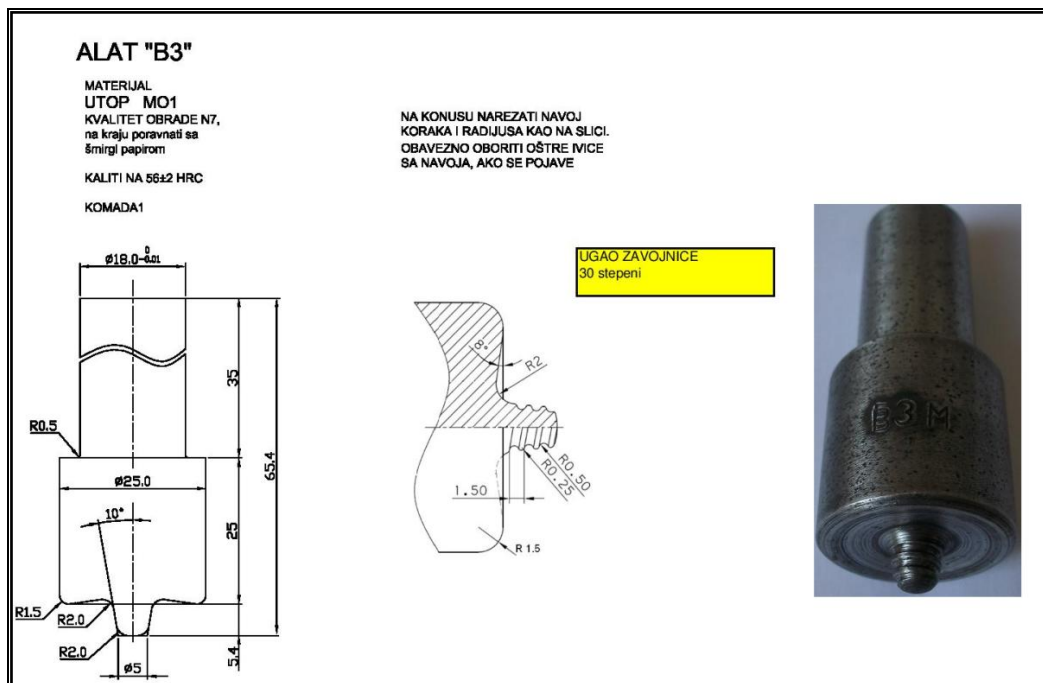 ALAT "B3"
MATERIJAL
UTOP MO1
KVALITET OBRADE N7,
na kraju poravnati sa
šmirgl papirom
KALITI NA 56±2 HRC
KOMADA1
NA KONUSU NAREZATI NAVOJ
KORAKA I RADIJUSA KAO NA SLICI.
OBAVEZNO OBORITI OŠTRE IVICE
SA NAVOJA, AKO SE POJAVE
UGAO ZAVOJNICE
30 stepeni
ø18.0-0 0.01
35
R0.5
65.4
ø25.0
10°
25
R1.5
R2.0
R2.0
5.4
ø5
8°
R2
R0.50
R0.25
1.50
R 1.5
B3M